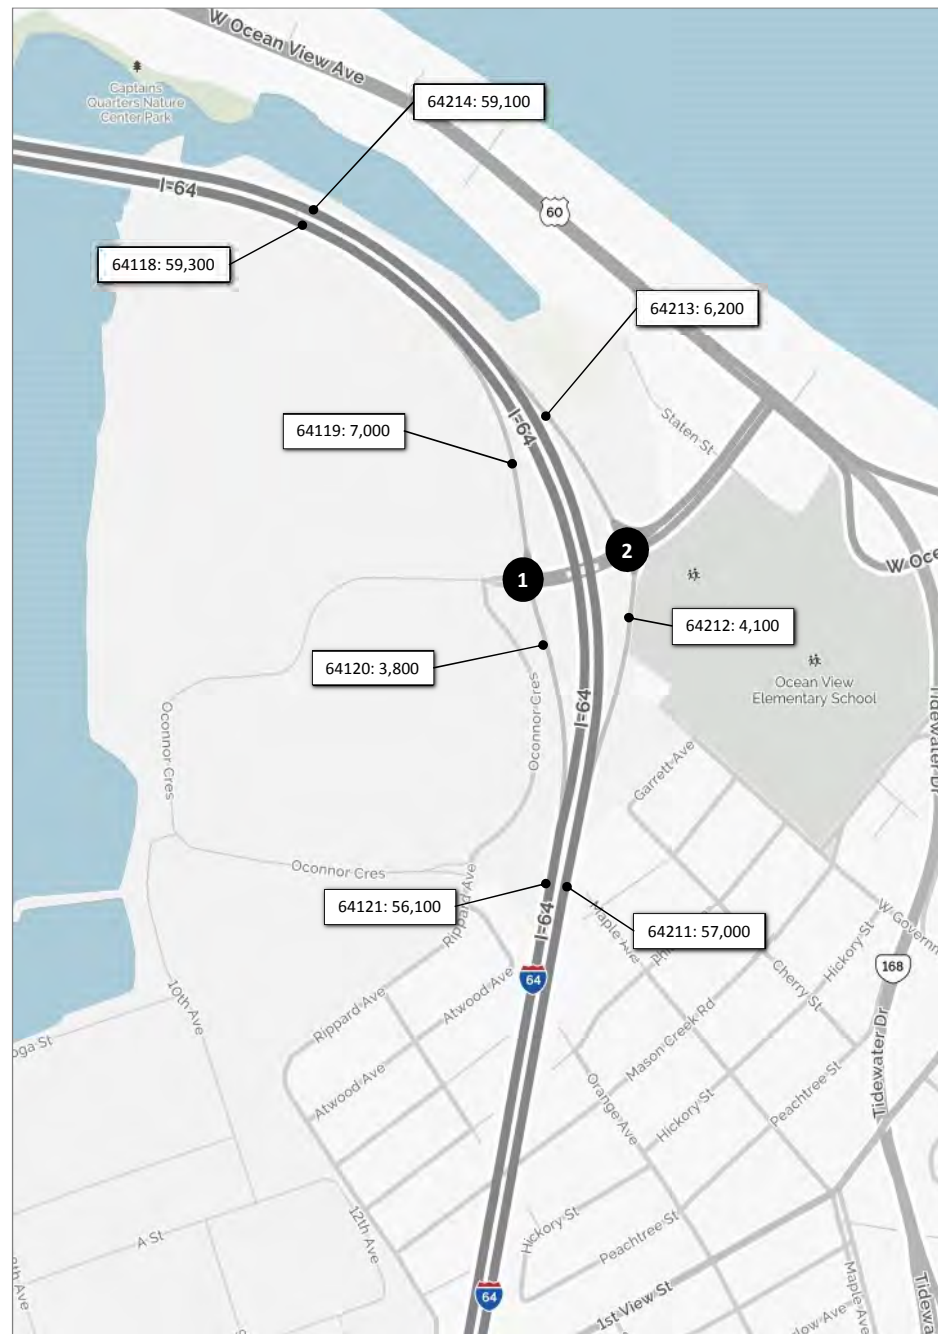 W Ocean View Ave
Captains
Quarters Nature
Center Park
64214: 59,100
I-64
60
64118: 59,300
64213: 6,200
I-64
64119: 7,000
Staten St
1
2
W Oce
64212: 4,100
64120: 3,800
Ocean View
Elementary School
Oconnor Cres
Oconnor Cres
I-64
Tidewater Dr
Garrett Ave
Oconnor Cres
64121: 56,100
64211: 57,000
Rippard Ave
I-64
Maple Ave
W Governm
Hickory St
168
64
Cherry St
10th Ave
Rippard Ave
Atwood Ave
Mason Creek Rd
oga St
Atwood Ave
Orange Ave
Hickory St
Peachtree St
Tidewater Dr
A St
12th Ave
Hickory St
Peachtree St
64
1st View St
Maple Ave
Tidewa